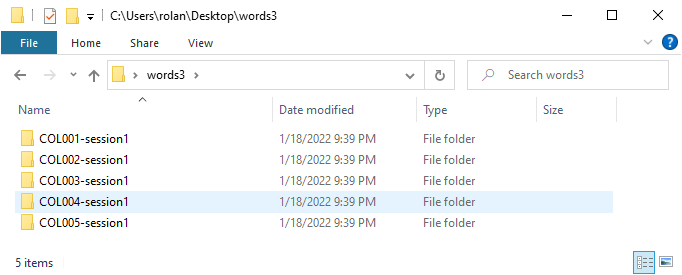 C:\Users\rolan\Desktop\words3
File Home Share View
words3 Search words3
Name Date modified Type Size
COL001-session1 1/18/2022 9:39 PM File folder
COL002-session1 1/18/2022 9:39 PM File folder
COL003-session1 1/18/2022 9:39 PM File folder
COL004-session1 1/18/2022 9:39 PM File folder
COL005-session1 1/18/2022 9:39 PM File folder
5 items